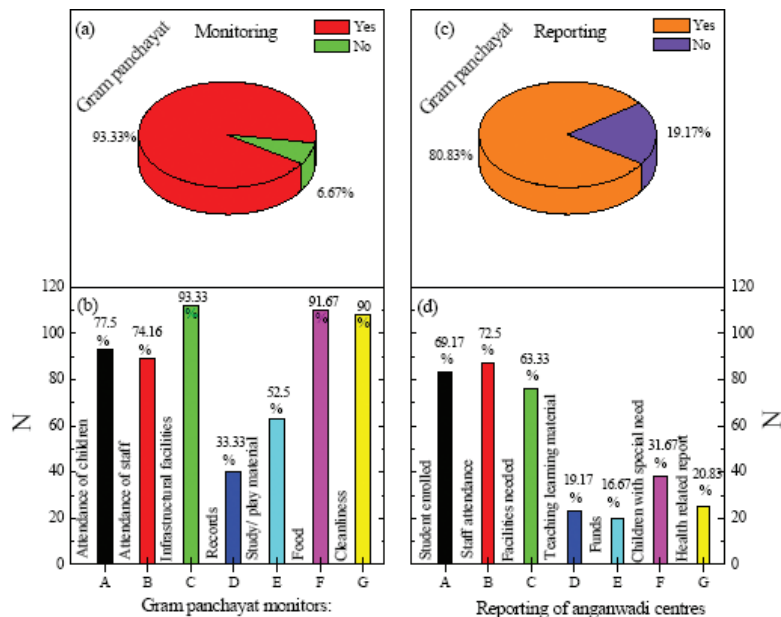 (a)
Monitoring
Yes
No
Gram panchayat
93.33%
6.67%
(c)
Reporting
Yes
No
Gram panchayat
80.83%
19.17%
(b)
N
120
100
80
60
40
20
0
77.5
%
74.16
%
93.33
%
33.33
%
52.5
%
91.67
%
90
%
Attendance of children
Attendance of staff
Infrastructural facilities
Records
Study/ play material
Food
Cleanliness
A B C D E F G
Gram panchayat monitors:
(d)
69.17
%
72.5
%
63.33
%
19.17
%
16.67
%
31.67
%
20.83
%
Student enrolled
Staff attendance
Facilities needed
Teaching learning material
Funds
Children with special need
Health related report
A B C D E F G
Reporting of anganwadi centres
120
100
80
60
40
20
0
N